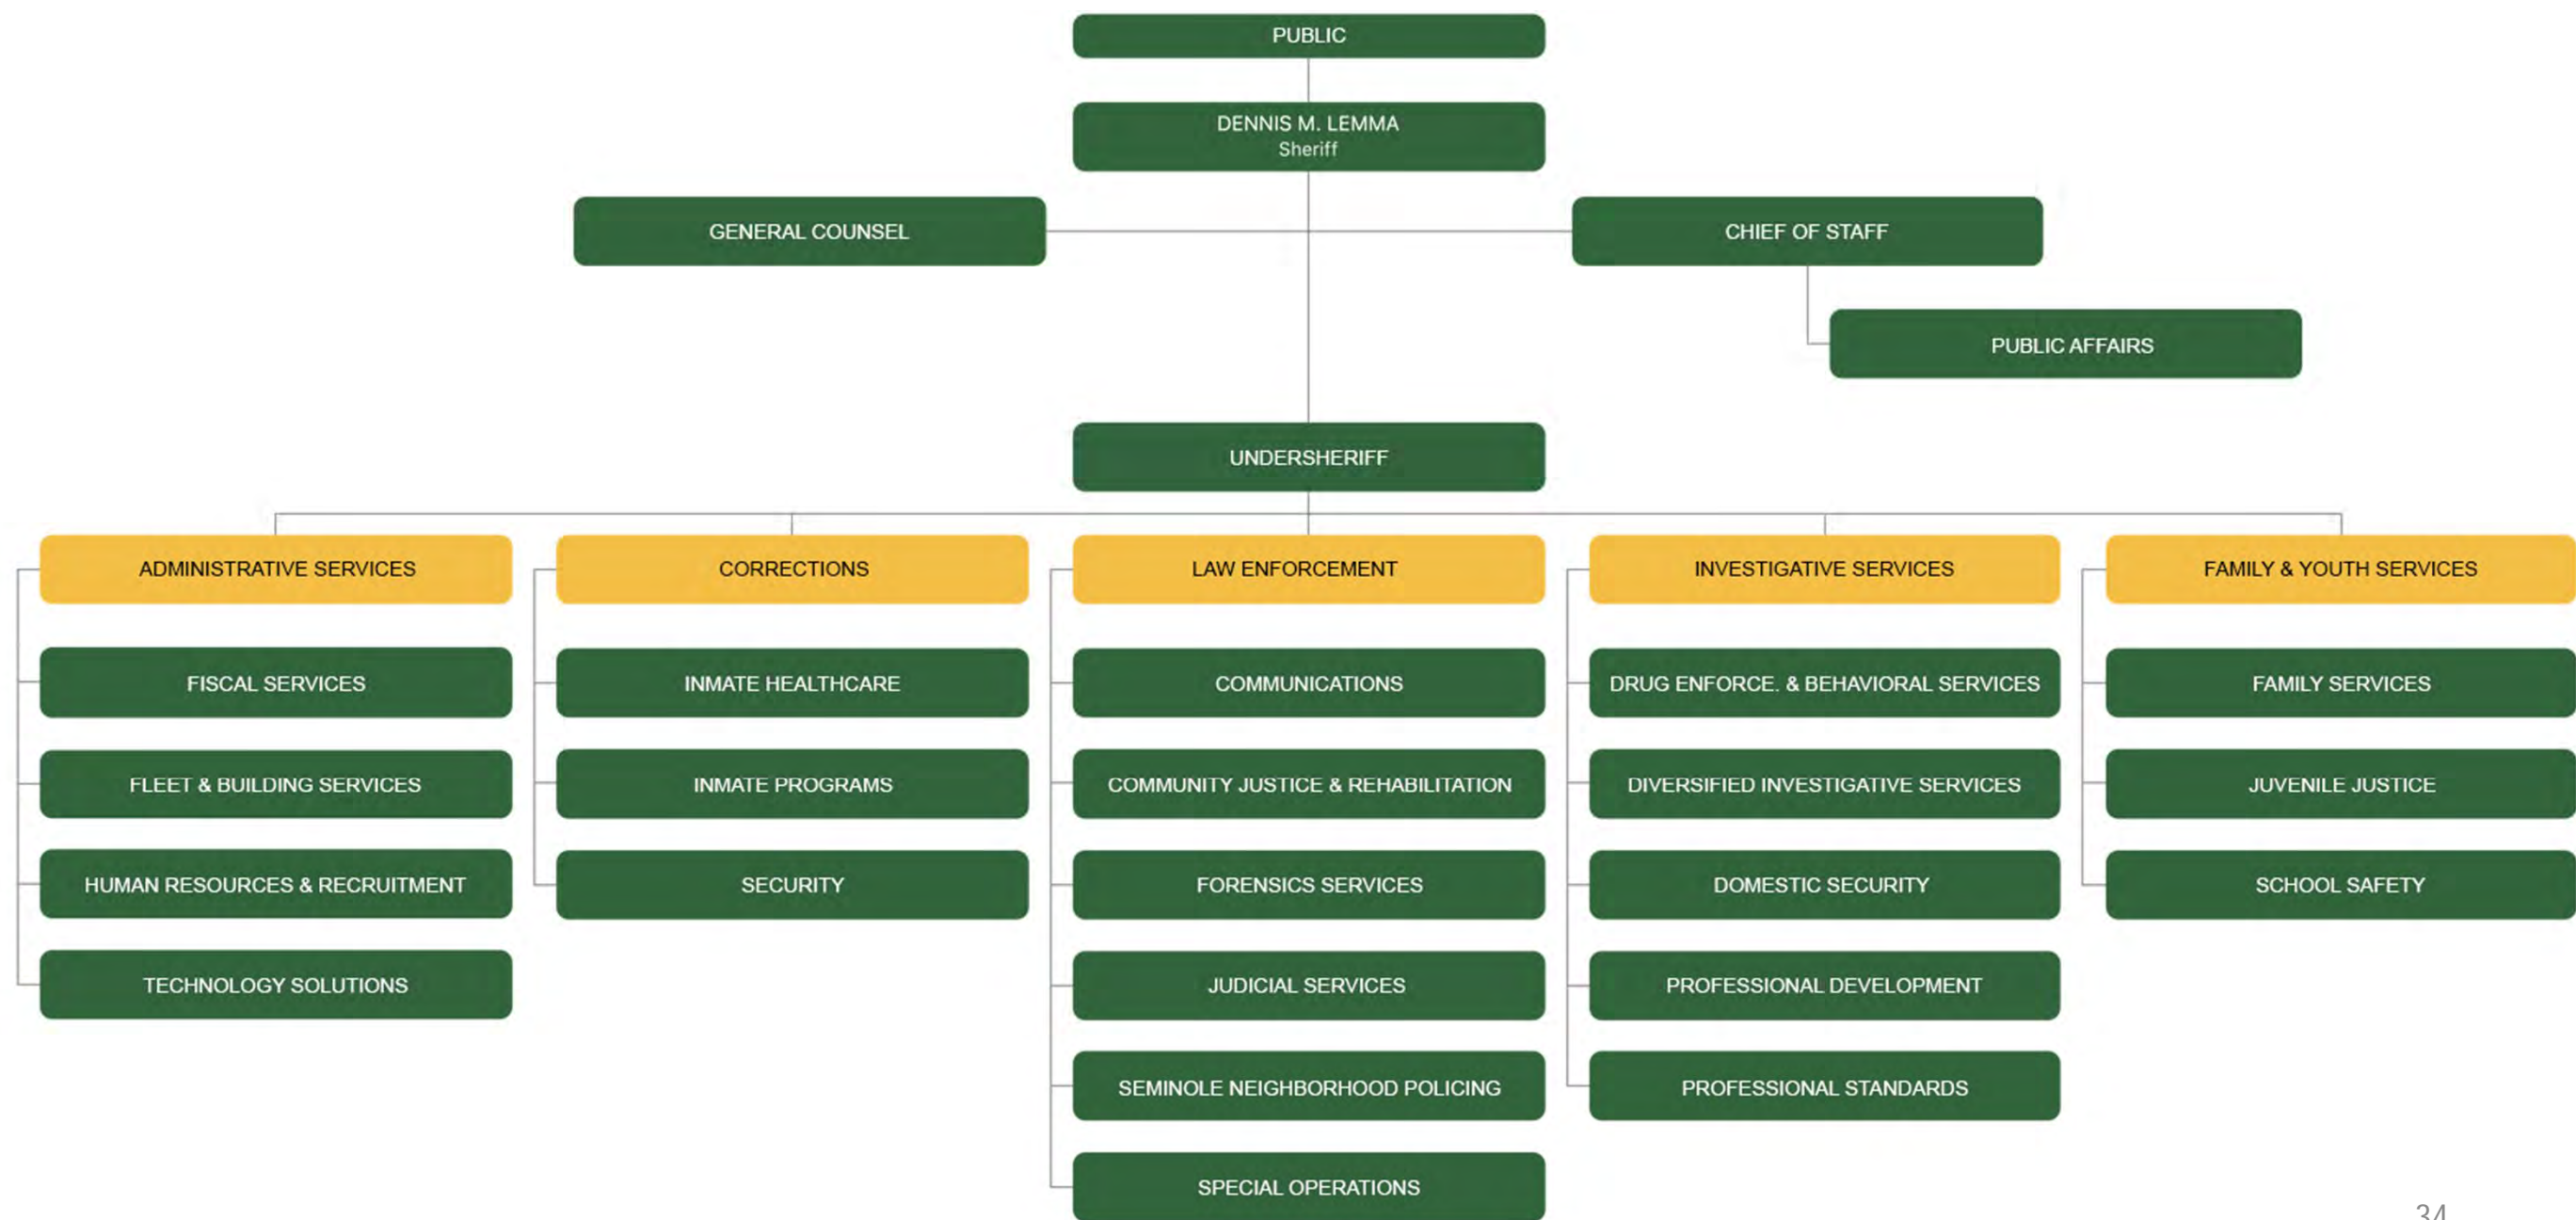 PUBLIC
DENNIS M. LEMMA
Sheriff
GENERAL COUNSEL
CHIEF OF STAFF
PUBLIC AFFAIRS
UNDERSHERIFF
ADMINISTRATIVE SERVICES
FISCAL SERVICES
FLEET & BUILDING SERVICES
HUMAN RESOURCES & RECRUITMENT
TECHNOLOGY SOLUTIONS
CORRECTIONS
INMATE HEALTHCARE
INMATE PROGRAMS
SECURITY
LAW ENFORCEMENT
COMMUNICATIONS
COMMUNITY JUSTICE & REHABILITATION
FORENSICS SERVICES
JUDICIAL SERVICES
SEMINOLE NEIGHBORHOOD POLICING
SPECIAL OPERATIONS
INVESTIGATIVE SERVICES
DRUG ENFORCE. & BEHAVIORAL SERVICES
DIVERSIFIED INVESTIGATIVE SERVICES
DOMESTIC SECURITY
PROFESSIONAL DEVELOPMENT
PROFESSIONAL STANDARDS
FAMILY & YOUTH SERVICES
FAMILY SERVICES
JUVENILE JUSTICE
SCHOOL SAFETY
34